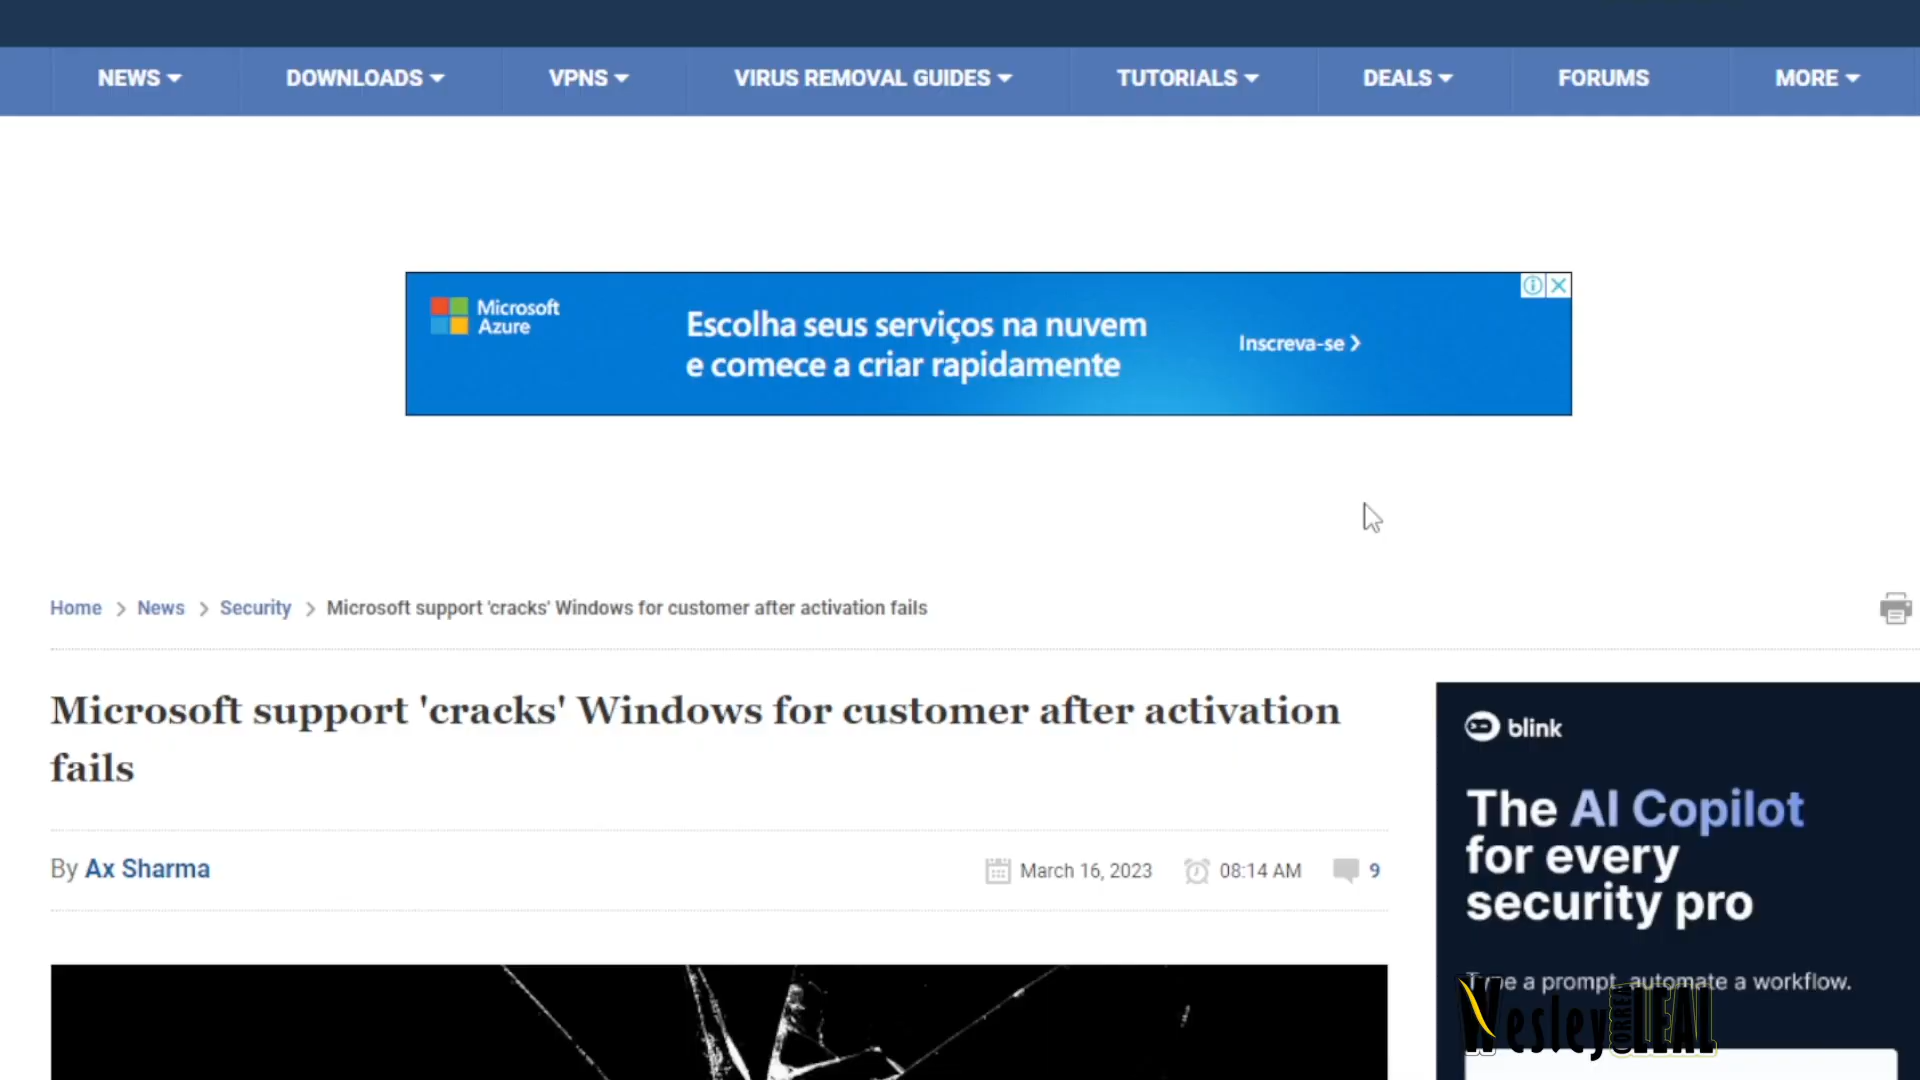 NEWS DOWNLOADS VPNS VIRUS REMOVAL GUIDES TUTORIALS DEALS FORUMS MORE
Microsoft
Azure
Escolha seus serviços na nuvem
e comece a criar rapidamente
Inscreva-se
Home News Security Microsoft support 'cracks' Windows for customer after activation fails
Microsoft support 'cracks' Windows for customer after activation
fails
By Ax Sharma
March 16, 2023 08:14 AM 9
blink
The AI Copilot
for every
security pro
Type a prompt, automate a workflow.
Wesley CORREA LEAL